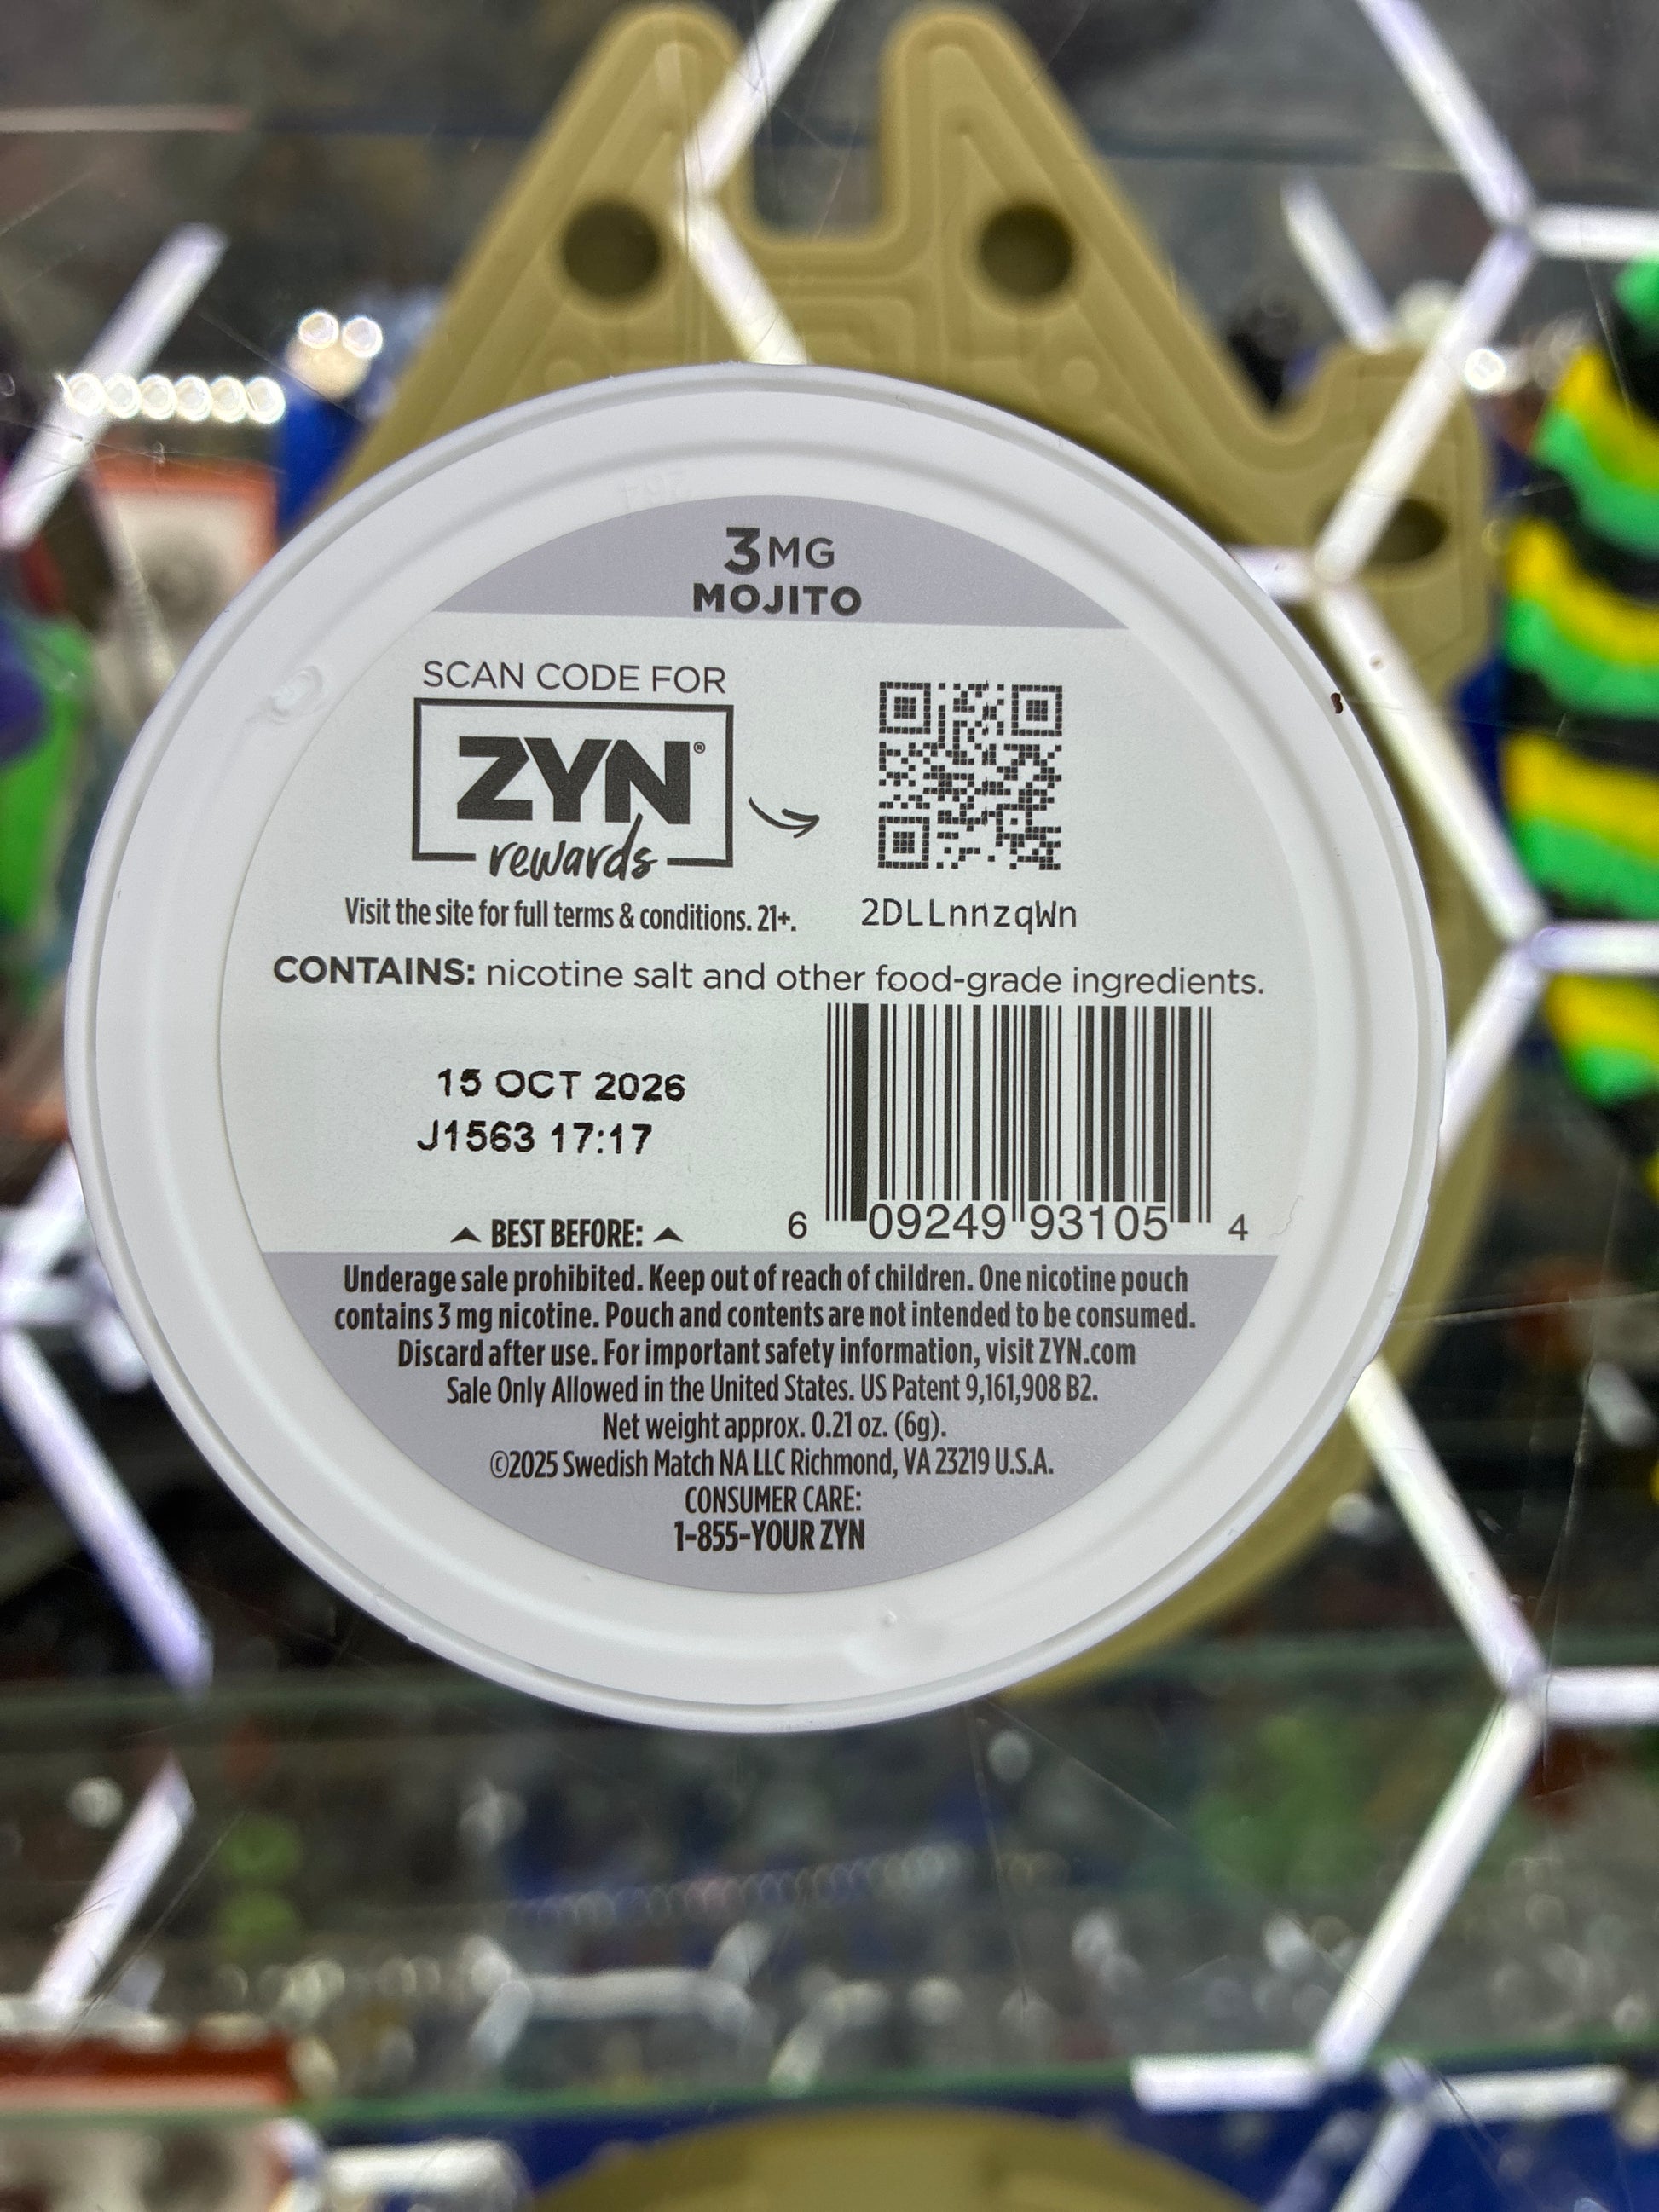 3MG
MOJITO
SCAN CODE FOR
ZYN®
rewards
Visit the site for full terms & conditions. 21+.
2DLLnnzqWn
CONTAINS: nicotine salt and other food-grade ingredients.
15 OCT 2026
J1563 17:17
BEST BEFORE:
6 09249 93105 4
Underage sale prohibited. Keep out of reach of children. One nicotine pouch
contains 3 mg nicotine. Pouch and contents are not intended to be consumed.
Discard after use. For important safety information, visit ZYN.com
Sale Only Allowed in the United States. US Patent 9,161,908 B2.
Net weight approx. 0.21 oz. (6g).
©2025 Swedish Match NA LLC Richmond, VA 23219 U.S.A.
CONSUMER CARE:
1-855-YOUR ZYN